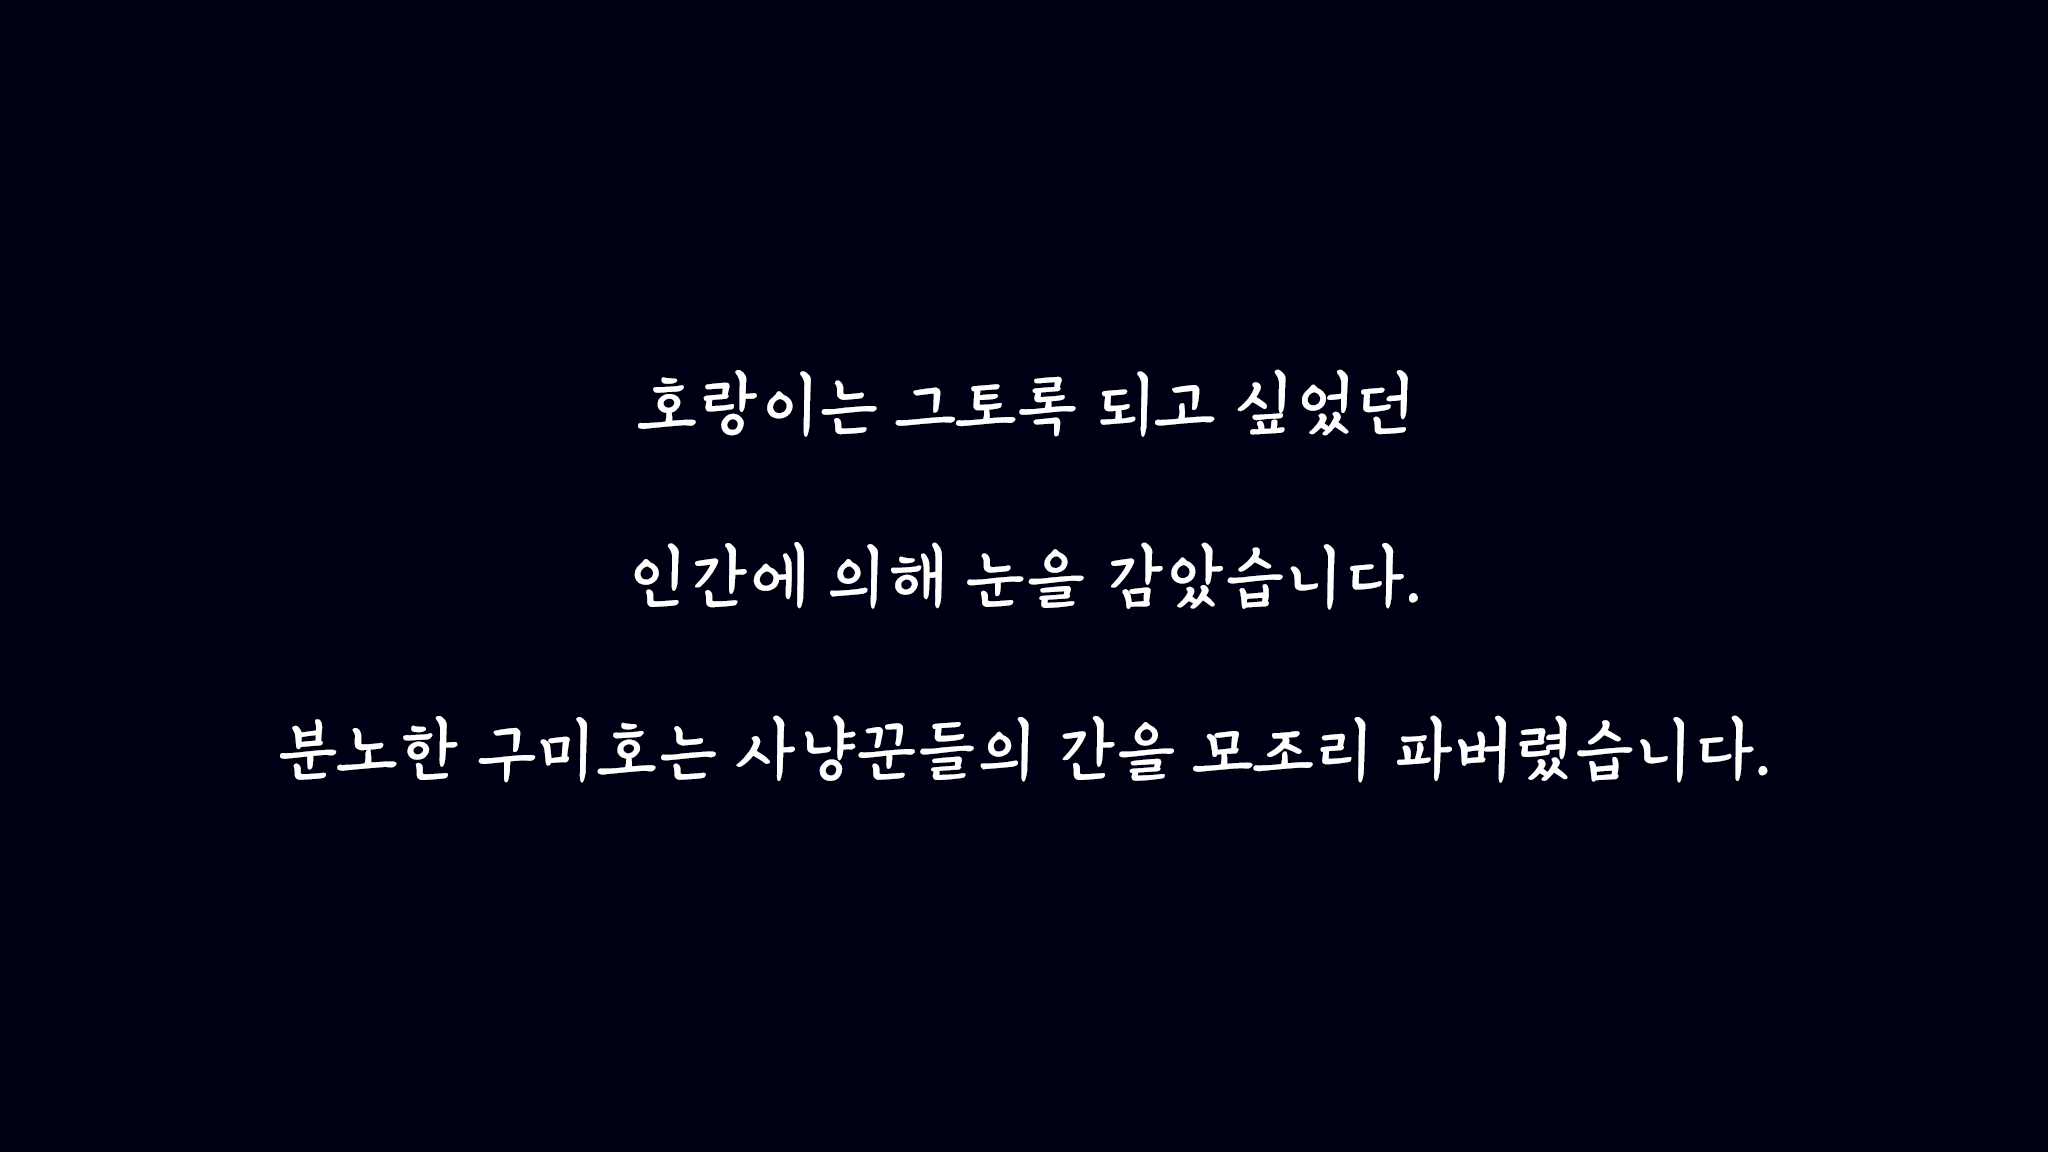 호랑이는 그토록 되고 싶었던
인간에 의해 눈을 감았습니다.
분노한 구미호는 사냥꾼들의 간을 모조리 파버렸습니다.